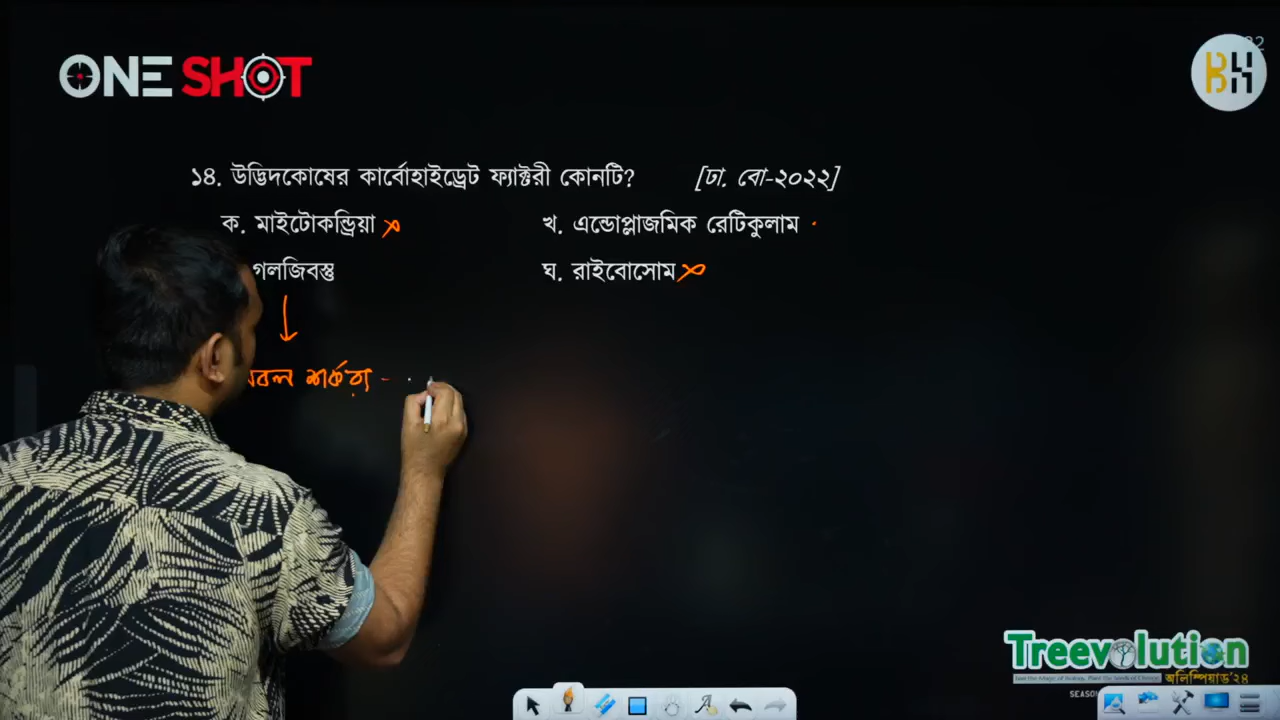 ONE SHOT
BH
১৪. উদ্ভিদকোষের কার্বোহাইড্রেট ফ্যাক্টরী কোনটি? [ঢা. বো-২০২২]
ক. মাইটোকন্ড্রিয়া খ. এন্ডোপ্লাজমিক রেটিকুলাম
গলজিবস্তু ঘ. রাইবোসোম
শর্করা -
Treevolution
অলিম্পিয়াড'২৪